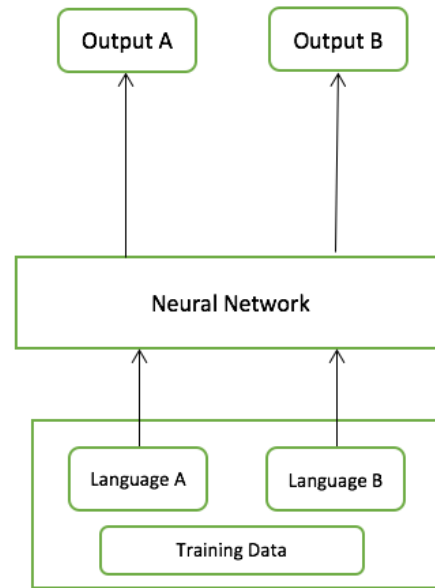 Output A
Output B
Neural Network
Language A
Language B
Training Data